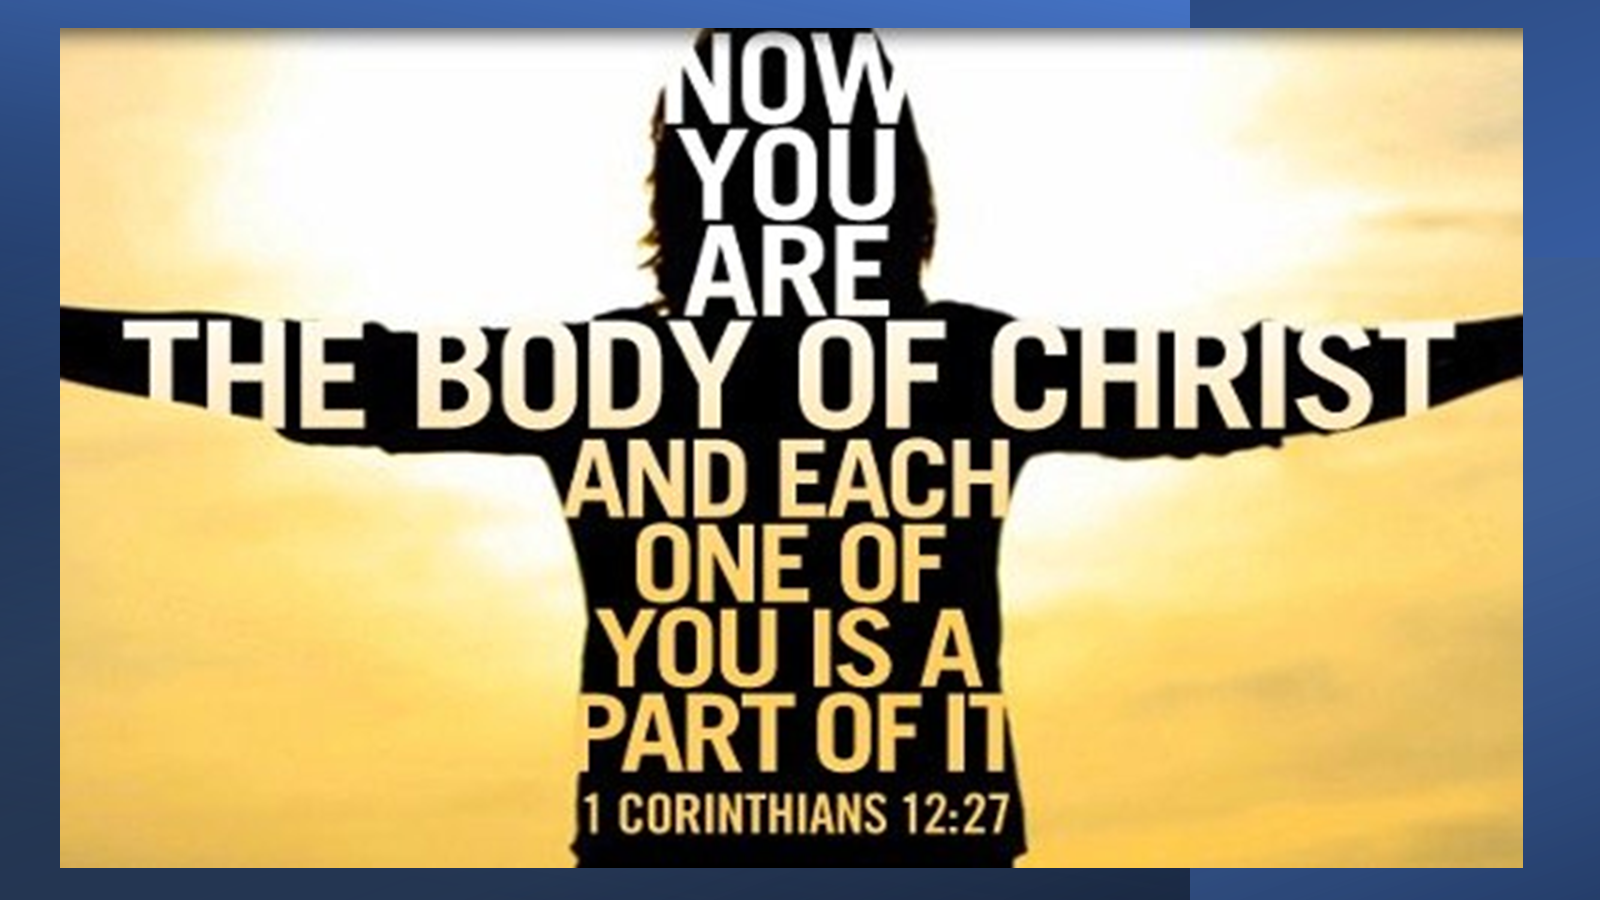 NOW
YOU
ARE
THE BODY OF CHRIST
AND EACH
ONE OF
YOU IS A
PART OF IT
1 CORINTHIANS 12:27